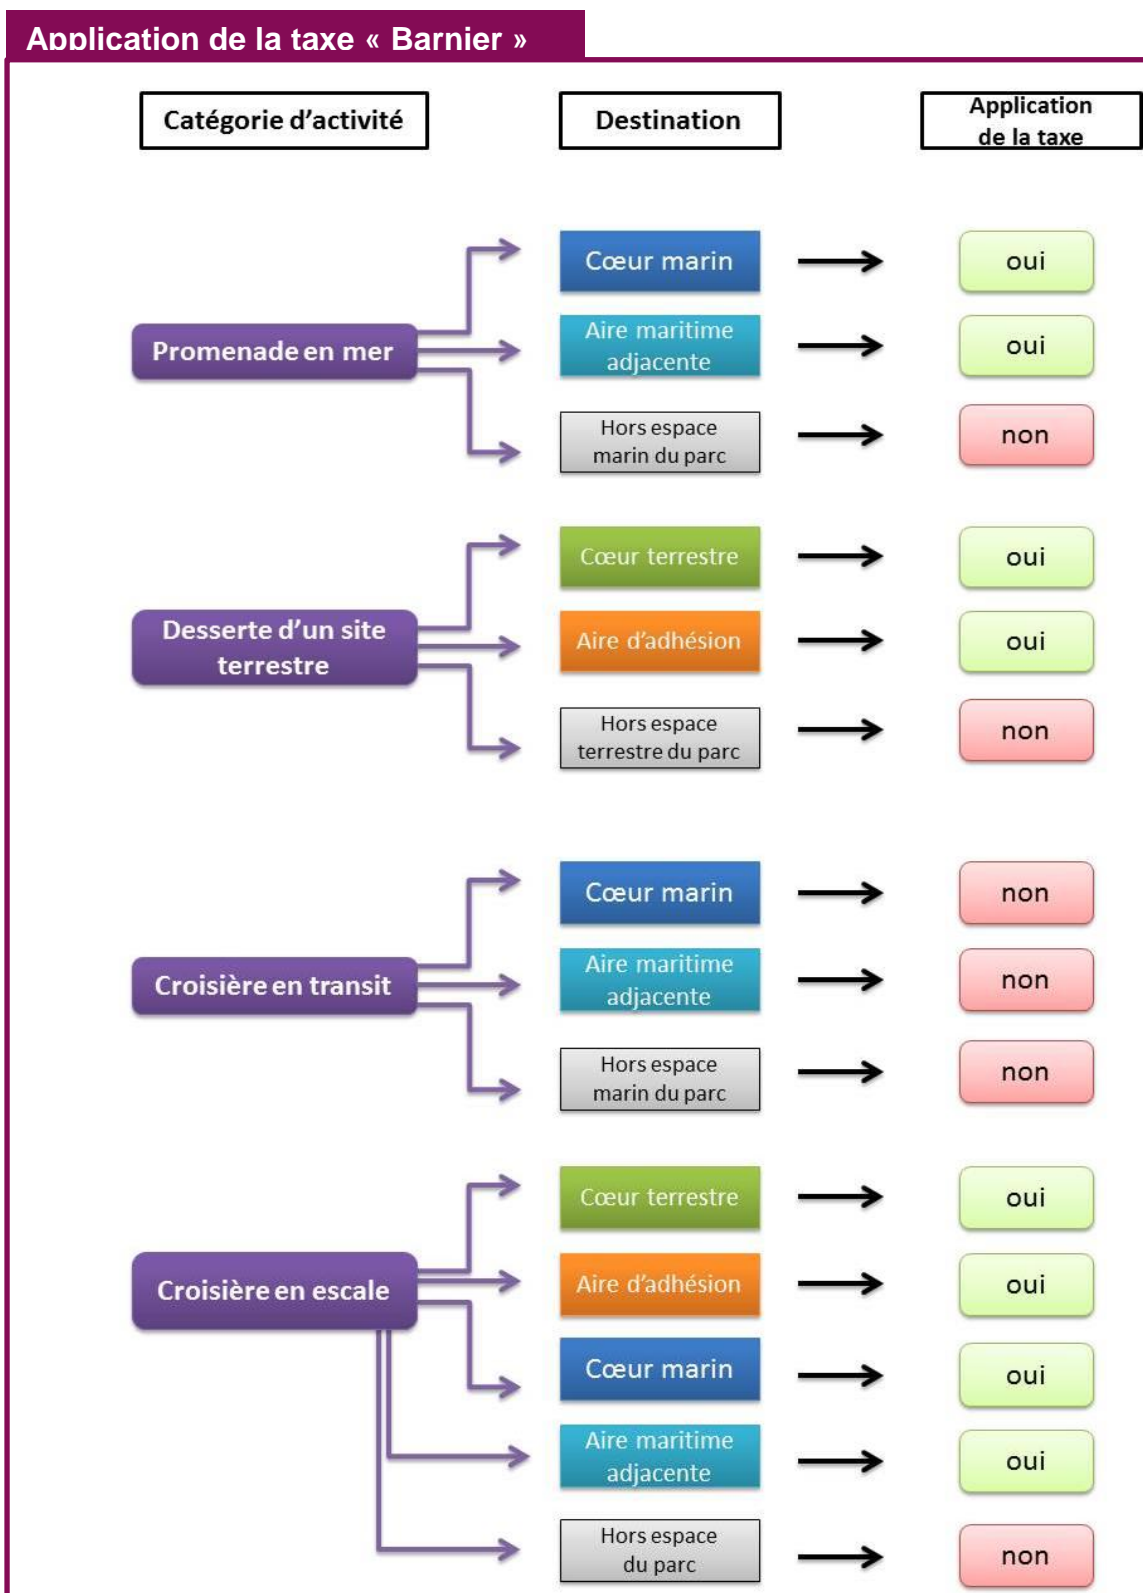 Application de la taxe « Barnier »
Catégorie d'activité
Destination
Application
de la taxe
Promenade en mer
Cœur marin
oui
Aire maritime
adjacente
oui
Hors espace
marin du parc
non
Desserte d'un site
terrestre
Cœur terrestre
oui
Aire d'adhésion
oui
Hors espace
terrestre du parc
non
Croisière en transit
Cœur marin
non
Aire maritime
adjacente
non
Hors espace
marin du parc
non
Croisière en escale
Cœur terrestre
oui
Aire d'adhésion
oui
Cœur marin
oui
Aire maritime
adjacente
oui
Hors espace
du parc
non